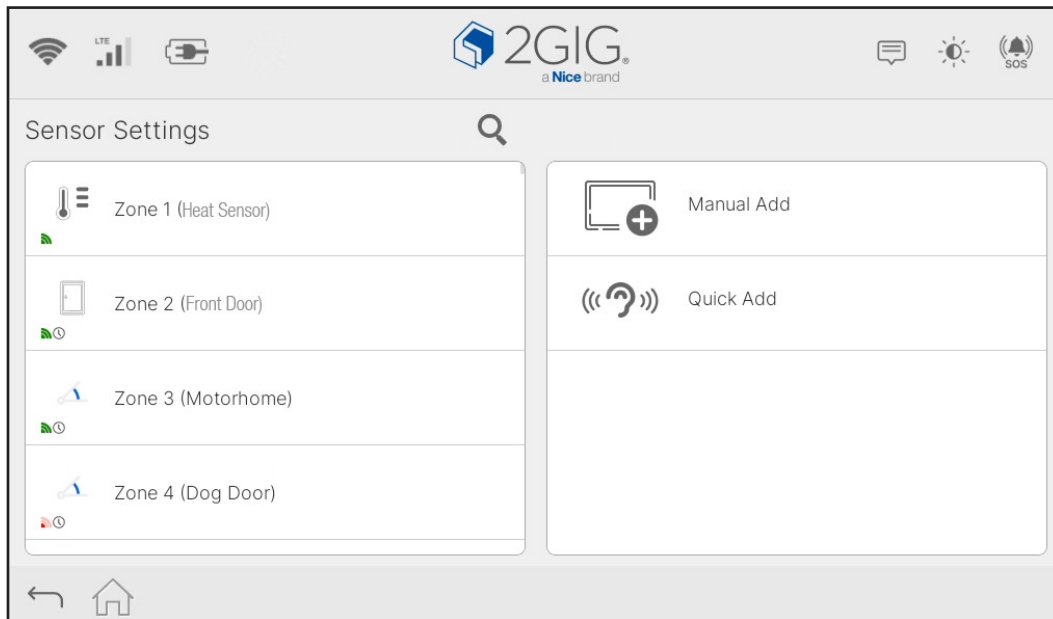 LTE
2GIG.
a Nice brand
SOS
Sensor Settings
Zone 1 (Heat Sensor)
Manual Add
Zone 2 (Front Door)
Quick Add
Zone 3 (Motorhome)
Zone 4 (Dog Door)